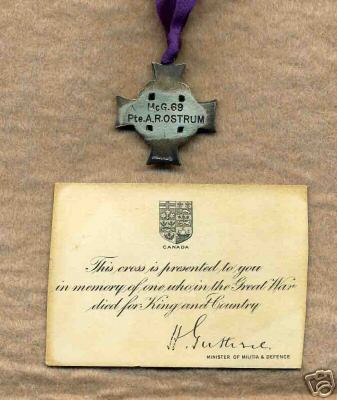 McG.69
Pte.A.R.OSTRUM
CANADA
This cross is presented to you
in memory of one who in the Great War
died for King and Country
H Guthrie
MINISTER OF MILITIA & DEFENCE
ebY